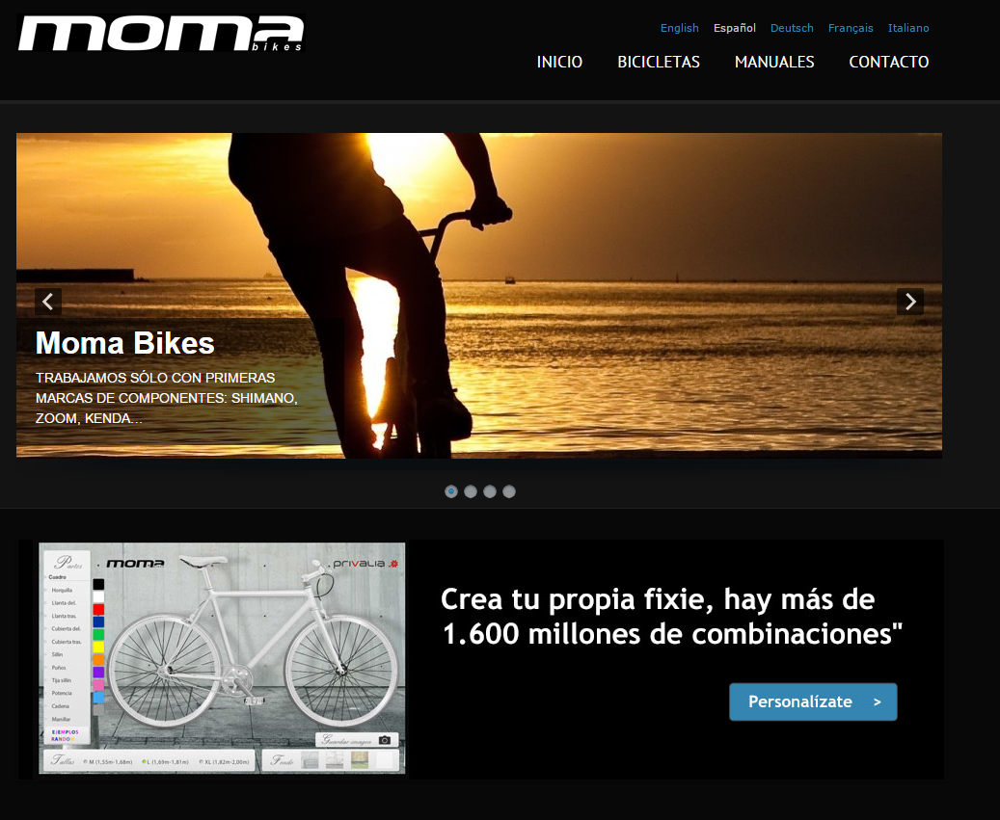 moma
bikes
English Español Deutsch Français Italiano
INICIO BICICLETAS MANUALES CONTACTO
Moma Bikes
TRABAJAMOS SÓLO CON PRIMERAS
MARCAS DE COMPONENTES: SHIMANO,
ZOOM, KENDA...
Partes
moma
privalia
Cuadro
Horquilla
Llanta del.
Llanta tras.
Cubierta del.
Cubierta tras.
Sillin
Puños
Tija sillin
Potencia
Cadena
Manillar
EJEMPLOS
RANDOM
Guardar imagen
Tallas M (1,55m-1,68m) L (1,69m-1,81m) XL (1,82m-2,00m) Fondo
Crea tu propia fixie, hay más de
1.600 millones de combinaciones"
Personalízate >